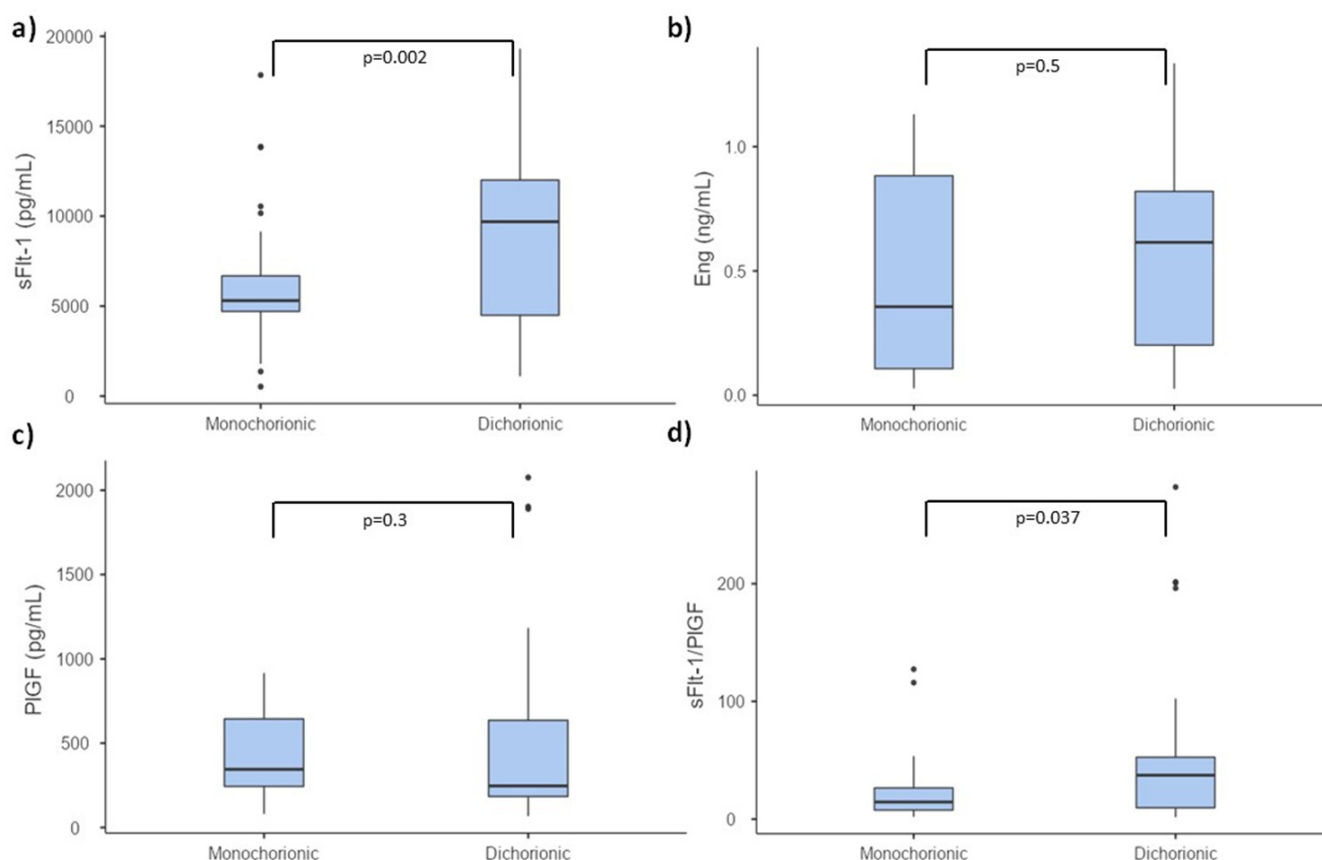 a)
20000
15000
10000
5000
0
sFlt-1 (pg/mL)
p=0.002
Monochorionic
Dichorionic
b)
1.0
0.5
0.0
Eng (ng/mL)
p=0.5
Monochorionic
Dichorionic
c)
2000
1500
1000
500
0
PlGF (pg/mL)
p=0.3
Monochorionic
Dichorionic
d)
200
100
0
sFlt-1/PlGF
p=0.037
Monochorionic
Dichorionic